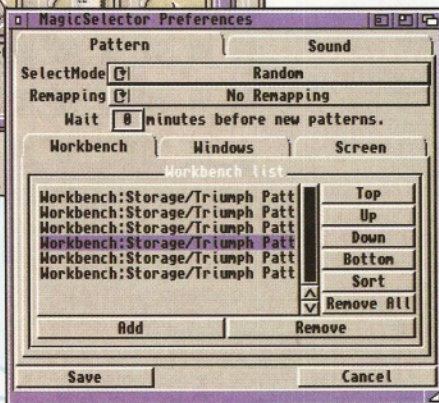 MagicSelector Preferences
Pattern Sound
SelectMode Random
Remapping No Remapping
Wait 0 minutes before new patterns.
Workbench Windows Screen
Workbench list
Workbench:Storage/Triumph Patt Top
Workbench:Storage/Triumph Patt Up
Workbench:Storage/Triumph Patt Down
Workbench:Storage/Triumph Patt Bottom
Workbench:Storage/Triumph Patt Sort
Workbench:Storage/Triumph Patt Remove All
Add Remove
Save Cancel